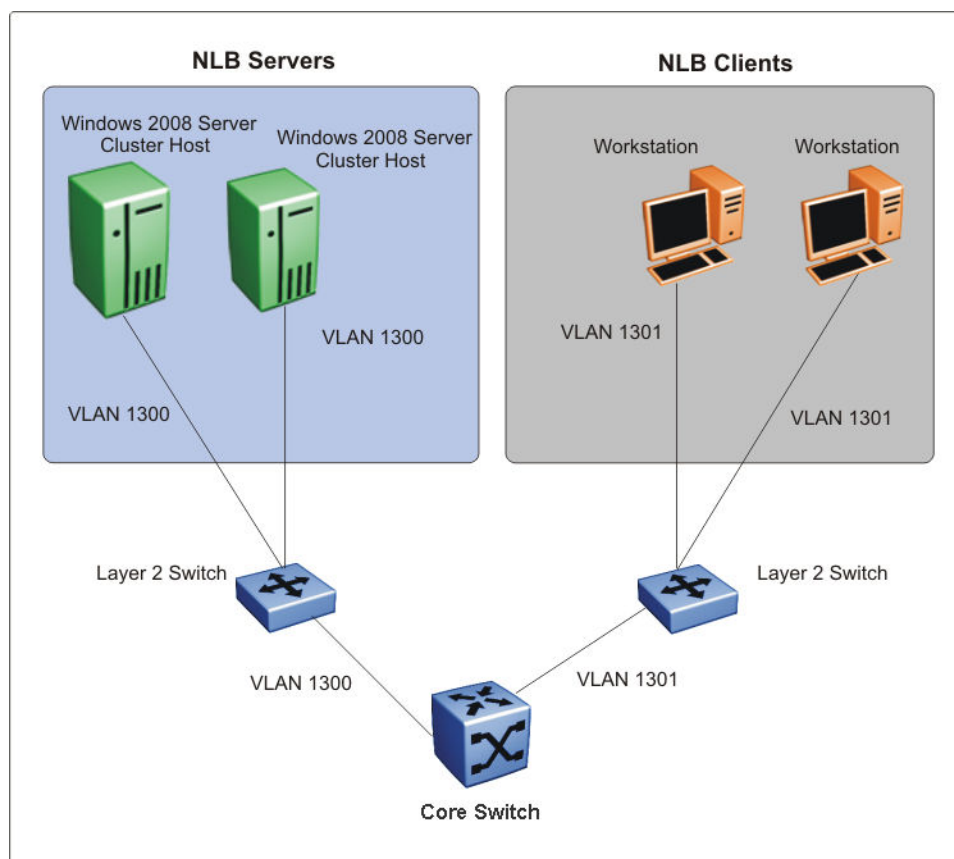 NLB Servers
NLB Clients
Windows 2008 Server
Cluster Host
Windows 2008 Server
Cluster Host
Workstation
Workstation
VLAN 1300
VLAN 1301
VLAN 1300
VLAN 1301
Layer 2 Switch
Layer 2 Switch
VLAN 1300
VLAN 1301
Core Switch